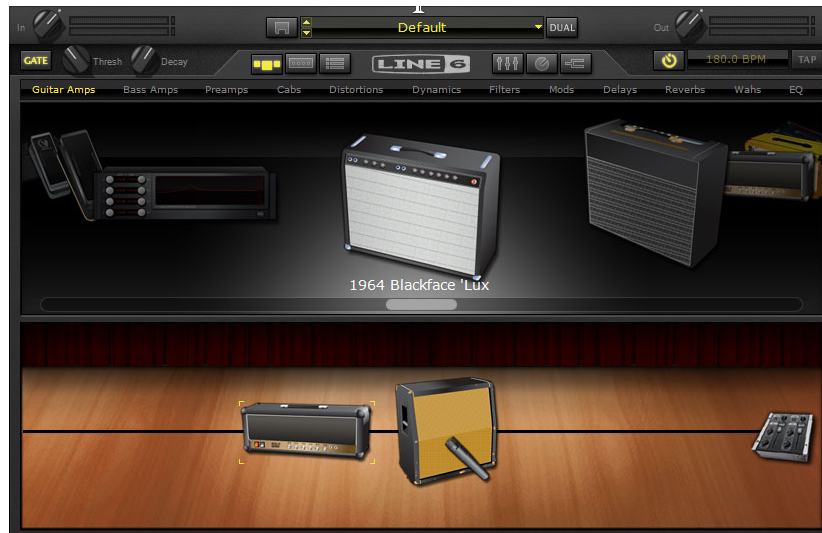 In
Default
DUAL
Out
GATE
Thresh
Decay
LINE 6
180.0 BPM
TAP
Guitar Amps
Bass Amps
Preamps
Cabs
Distortions
Dynamics
Filters
Mods
Delays
Reverbs
Wahs
EQ
1964 Blackface 'Lux